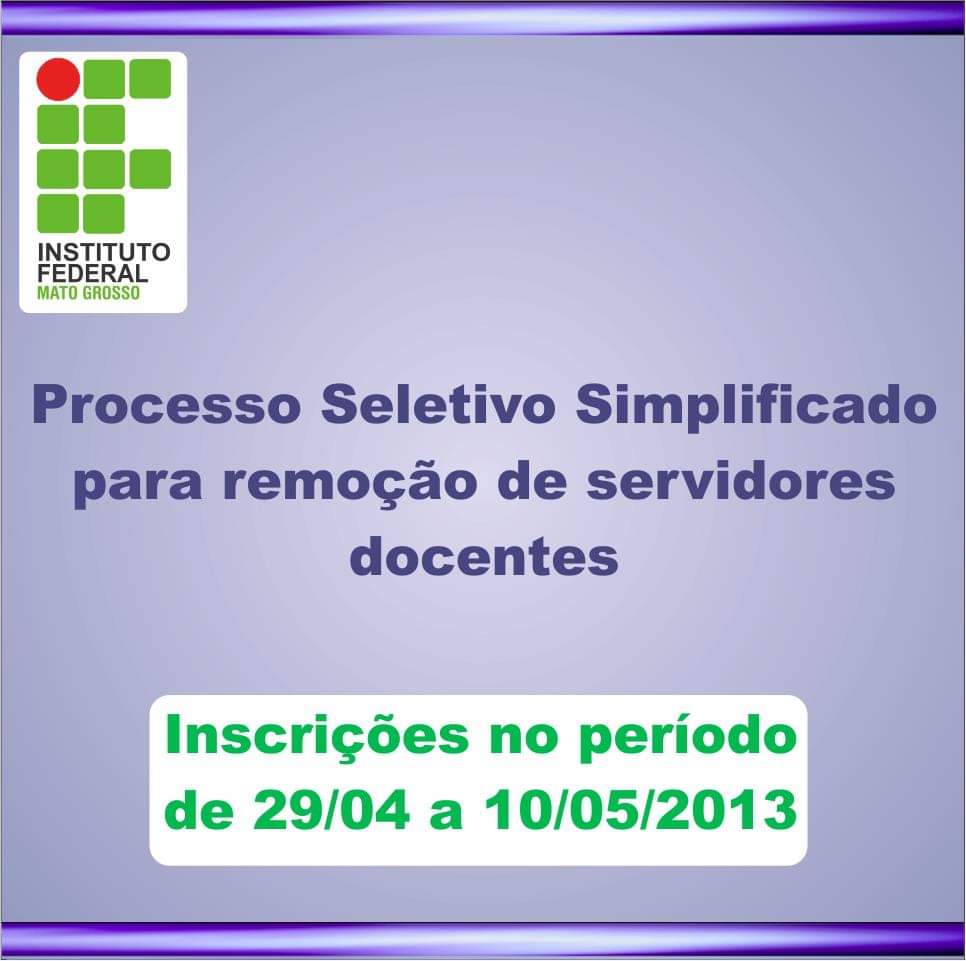 INSTITUTO
FEDERAL
MATO GROSSO
Processo Seletivo Simplificado
para remoção de servidores
docentes
Inscrições no período
de 29/04 a 10/05/2013